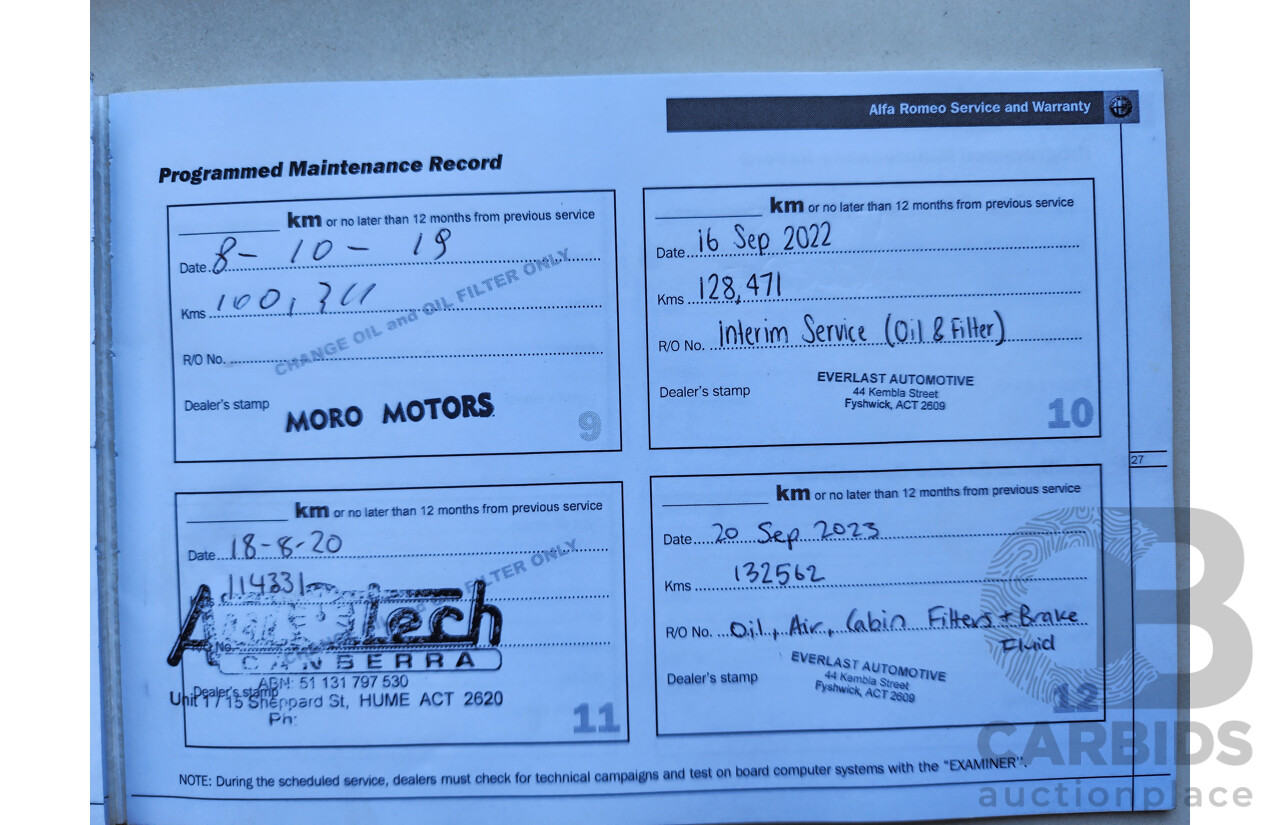 Alfa Romeo Service and Warranty
Programmed Maintenance Record
km or no later than 12 months from previous service
Date 8-10-19
Kms
R/O No.
CHANGE OIL and OIL FILTER ONLY
Dealer's stamp
MORO MOTORS
9
km or no later than 12 months from previous service
Date 16 Sep 2022
Kms 128,471
R/O No. Interim Service (Oil & Filter)
Dealer's stamp
EVERLAST AUTOMOTIVE
44 Kembla Street
Fyshwick, ACT 2609
10
27
km or no later than 12 months from previous service
Date 18-8-20
114331
FILTER ONLY
No.
CANBERRA
ABN: 51 131 797 530
Dealer's stamp
Unit 1 / 15 Sheppard St, HUME ACT 2620
Ph:
11
km or no later than 12 months from previous service
Date 20 Sep 2023
Kms 132562
R/O No. Oil, Air, Cabin Filters + Brake
Fluid
Dealer's stamp
EVERLAST AUTOMOTIVE
44 Kembla Street
Fyshwick, ACT 2609
12
NOTE: During the scheduled service, dealers must check for technical campaigns and test on board computer systems with the "EXAMINER".
CB
CARBIDS
auctionplace